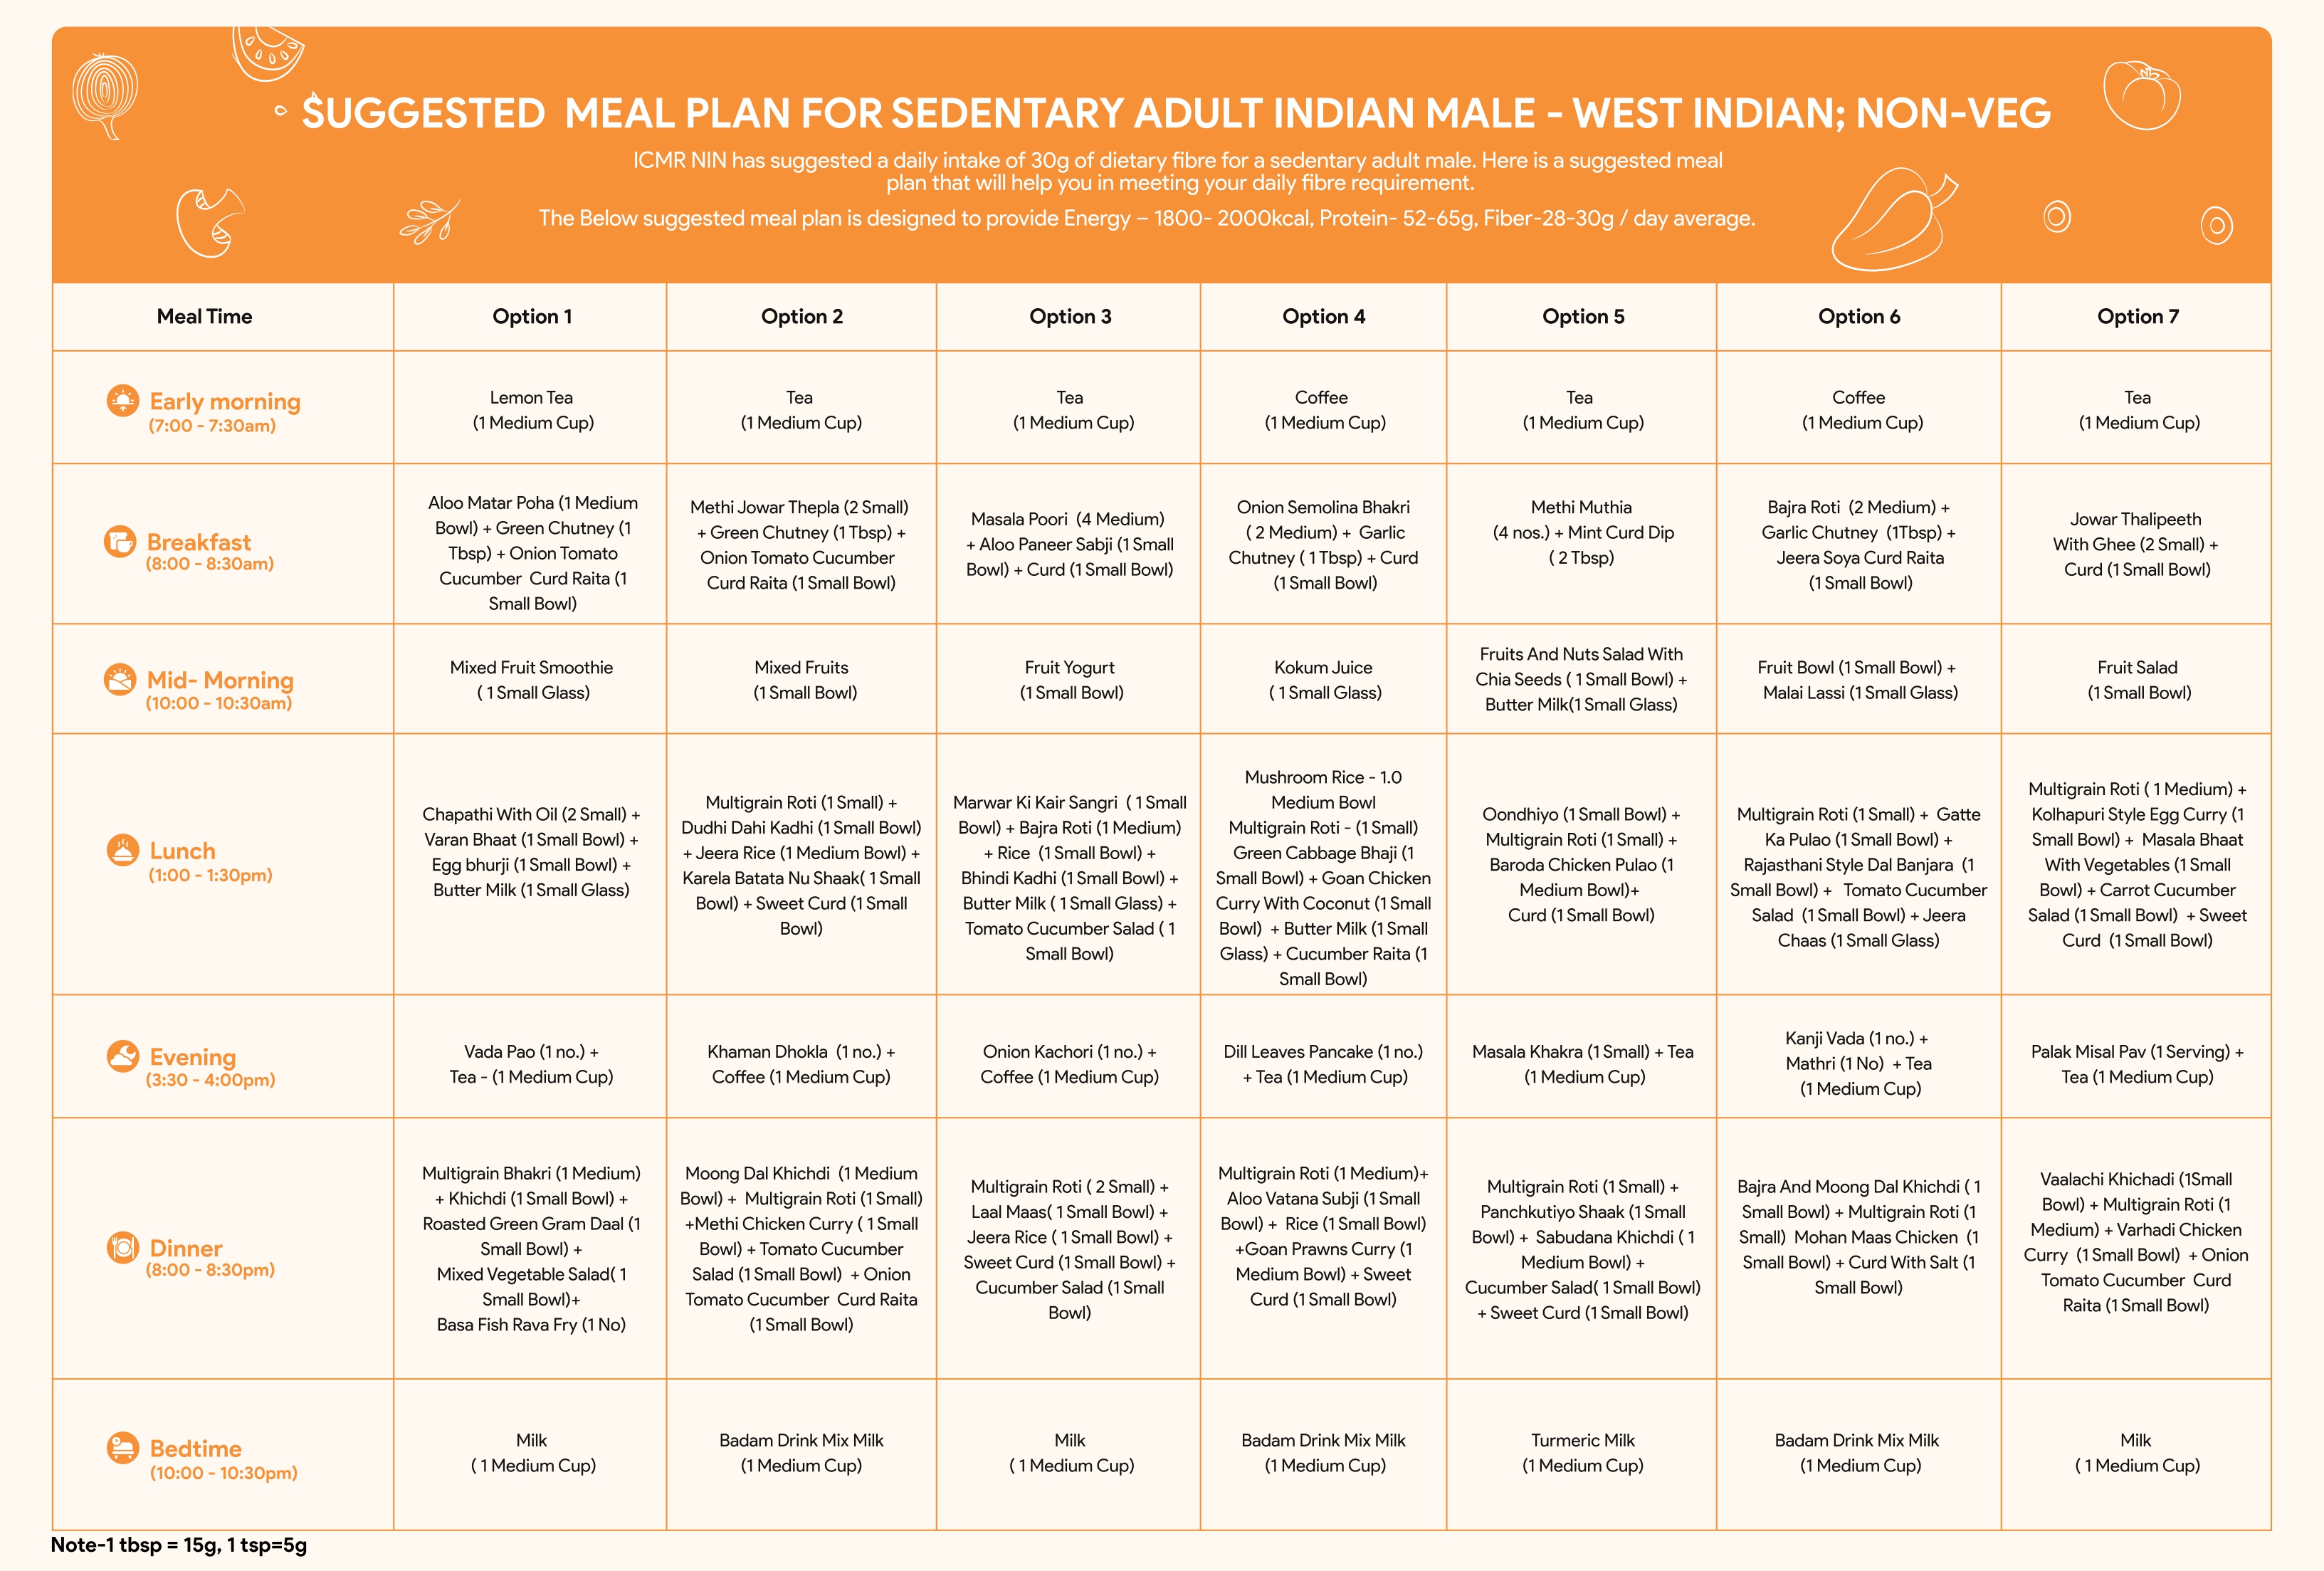 SUGGESTED MEAL PLAN FOR SEDENTARY ADULT INDIAN MALE - WEST INDIAN; NON-VEG
ICMR NIN has suggested a daily intake of 30g of dietary fibre for a sedentary adult male. Here is a suggested meal
plan that will help you in meeting your daily fibre requirement.
The Below suggested meal plan is designed to provide Energy – 1800- 2000kcal, Protein- 52-65g, Fiber-28-30g / day average.
Meal Time
Option 1
Option 2
Option 3
Option 4
Option 5
Option 6
Option 7
Early morning
(7:00 - 7:30am)
Lemon Tea
(1 Medium Cup)
Tea
(1 Medium Cup)
Tea
(1 Medium Cup)
Coffee
(1 Medium Cup)
Tea
(1 Medium Cup)
Coffee
(1 Medium Cup)
Tea
(1 Medium Cup)
Breakfast
(8:00 - 8:30am)
Aloo Matar Poha (1 Medium
Bowl) + Green Chutney (1
Tbsp) + Onion Tomato
Cucumber Curd Raita (1
Small Bowl)
Methi Jowar Thepla (2 Small)
+ Green Chutney (1 Tbsp) +
Onion Tomato Cucumber
Curd Raita (1 Small Bowl)
Masala Poori (4 Medium)
+ Aloo Paneer Sabji (1 Small
Bowl) + Curd (1 Small Bowl)
Onion Semolina Bhakri
( 2 Medium) + Garlic
Chutney ( 1 Tbsp) + Curd
(1 Small Bowl)
Methi Muthia
(4 nos.) + Mint Curd Dip
( 2 Tbsp)
Bajra Roti (2 Medium) +
Garlic Chutney (1Tbsp) +
Jeera Soya Curd Raita
(1 Small Bowl)
Jowar Thalipeeth
With Ghee (2 Small) +
Curd (1 Small Bowl)
Mid- Morning
(10:00 - 10:30am)
Mixed Fruit Smoothie
( 1 Small Glass)
Mixed Fruits
(1 Small Bowl)
Fruit Yogurt
(1 Small Bowl)
Kokum Juice
( 1 Small Glass)
Fruits And Nuts Salad With
Chia Seeds ( 1 Small Bowl) +
Butter Milk(1 Small Glass)
Fruit Bowl (1 Small Bowl) +
Malai Lassi (1 Small Glass)
Fruit Salad
(1 Small Bowl)
Lunch
(1:00 - 1:30pm)
Chapathi With Oil (2 Small) +
Varan Bhaat (1 Small Bowl) +
Egg bhurji (1 Small Bowl) +
Butter Milk (1 Small Glass)
Multigrain Roti (1 Small) +
Dudhi Dahi Kadhi (1 Small Bowl)
+ Jeera Rice (1 Medium Bowl) +
Karela Batata Nu Shaak( 1 Small
Bowl) + Sweet Curd (1 Small
Bowl)
Marwar Ki Kair Sangri ( 1 Small
Bowl) + Bajra Roti (1 Medium)
+ Rice (1 Small Bowl) +
Bhindi Kadhi (1 Small Bowl) +
Butter Milk ( 1 Small Glass) +
Tomato Cucumber Salad ( 1
Small Bowl)
Mushroom Rice - 1.0
Medium Bowl
Multigrain Roti - (1 Small)
Green Cabbage Bhaji (1
Small Bowl) + Goan Chicken
Curry With Coconut (1 Small
Bowl) + Butter Milk (1 Small
Glass) + Cucumber Raita (1
Small Bowl)
Oondhiyo (1 Small Bowl) +
Multigrain Roti (1 Small) +
Baroda Chicken Pulao (1
Medium Bowl)+
Curd (1 Small Bowl)
Multigrain Roti (1 Small) + Gatte
Ka Pulao (1 Small Bowl) +
Rajasthani Style Dal Banjara (1
Small Bowl) + Tomato Cucumber
Salad (1 Small Bowl) + Jeera
Chaas (1 Small Glass)
Multigrain Roti ( 1 Medium) +
Kolhapuri Style Egg Curry (1
Small Bowl) + Masala Bhaat
With Vegetables (1 Small
Bowl) + Carrot Cucumber
Salad (1 Small Bowl) + Sweet
Curd (1 Small Bowl)
Evening
(3:30 - 4:00pm)
Vada Pao (1 no.) +
Tea - (1 Medium Cup)
Khaman Dhokla (1 no.) +
Coffee (1 Medium Cup)
Onion Kachori (1 no.) +
Coffee (1 Medium Cup)
Dill Leaves Pancake (1 no.)
+ Tea (1 Medium Cup)
Masala Khakra (1 Small) + Tea
(1 Medium Cup)
Kanji Vada (1 no.) +
Mathri (1 No) + Tea
(1 Medium Cup)
Palak Misal Pav (1 Serving) +
Tea (1 Medium Cup)
Dinner
(8:00 - 8:30pm)
Multigrain Bhakri (1 Medium)
+ Khichdi (1 Small Bowl) +
Roasted Green Gram Daal (1
Small Bowl) +
Mixed Vegetable Salad( 1
Small Bowl)+
Basa Fish Rava Fry (1 No)
Moong Dal Khichdi (1 Medium
Bowl) + Multigrain Roti (1 Small)
+Methi Chicken Curry ( 1 Small
Bowl) + Tomato Cucumber
Salad (1 Small Bowl) + Onion
Tomato Cucumber Curd Raita
(1 Small Bowl)
Multigrain Roti ( 2 Small) +
Laal Maas( 1 Small Bowl) +
Jeera Rice ( 1 Small Bowl) +
Sweet Curd (1 Small Bowl) +
Cucumber Salad (1 Small
Bowl)
Multigrain Roti (1 Medium)+
Aloo Vatana Subji (1 Small
Bowl) + Rice (1 Small Bowl)
+Goan Prawns Curry (1
Medium Bowl) + Sweet
Curd (1 Small Bowl)
Multigrain Roti (1 Small) +
Panchkutiyo Shaak (1 Small
Bowl) + Sabudana Khichdi ( 1
Medium Bowl) +
Cucumber Salad( 1 Small Bowl)
+ Sweet Curd (1 Small Bowl)
Bajra And Moong Dal Khichdi ( 1
Small Bowl) + Multigrain Roti (1
Small) Mohan Maas Chicken (1
Small Bowl) + Curd With Salt (1
Small Bowl)
Vaalachi Khichadi (1Small
Bowl) + Multigrain Roti (1
Medium) + Varhadi Chicken
Curry (1 Small Bowl) + Onion
Tomato Cucumber Curd
Raita (1 Small Bowl)
Bedtime
(10:00 - 10:30pm)
Milk
( 1 Medium Cup)
Badam Drink Mix Milk
(1 Medium Cup)
Milk
( 1 Medium Cup)
Badam Drink Mix Milk
(1 Medium Cup)
Turmeric Milk
(1 Medium Cup)
Badam Drink Mix Milk
(1 Medium Cup)
Milk
( 1 Medium Cup)
Note-1 tbsp = 15g, 1 tsp=5g